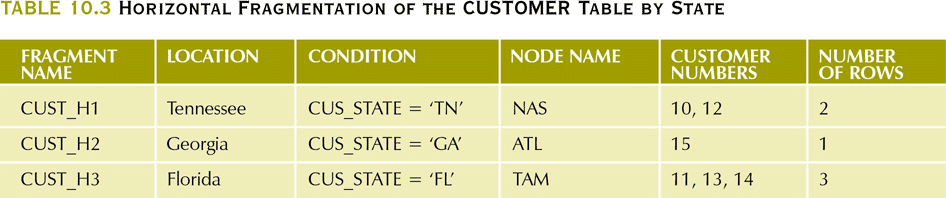 TABLE 10.3 HORIZONTAL FRAGMENTATION OF THE CUSTOMER TABLE BY STATE
FRAGMENT NAME LOCATION CONDITION NODE NAME CUSTOMER NUMBERS NUMBER OF ROWS
CUST_H1 Tennessee CUS_STATE = ‘TN’ NAS 10, 12 2
CUST_H2 Georgia CUS_STATE = ‘GA’ ATL 15 1
CUST_H3 Florida CUS_STATE = ‘FL’ TAM 11, 13, 14 3